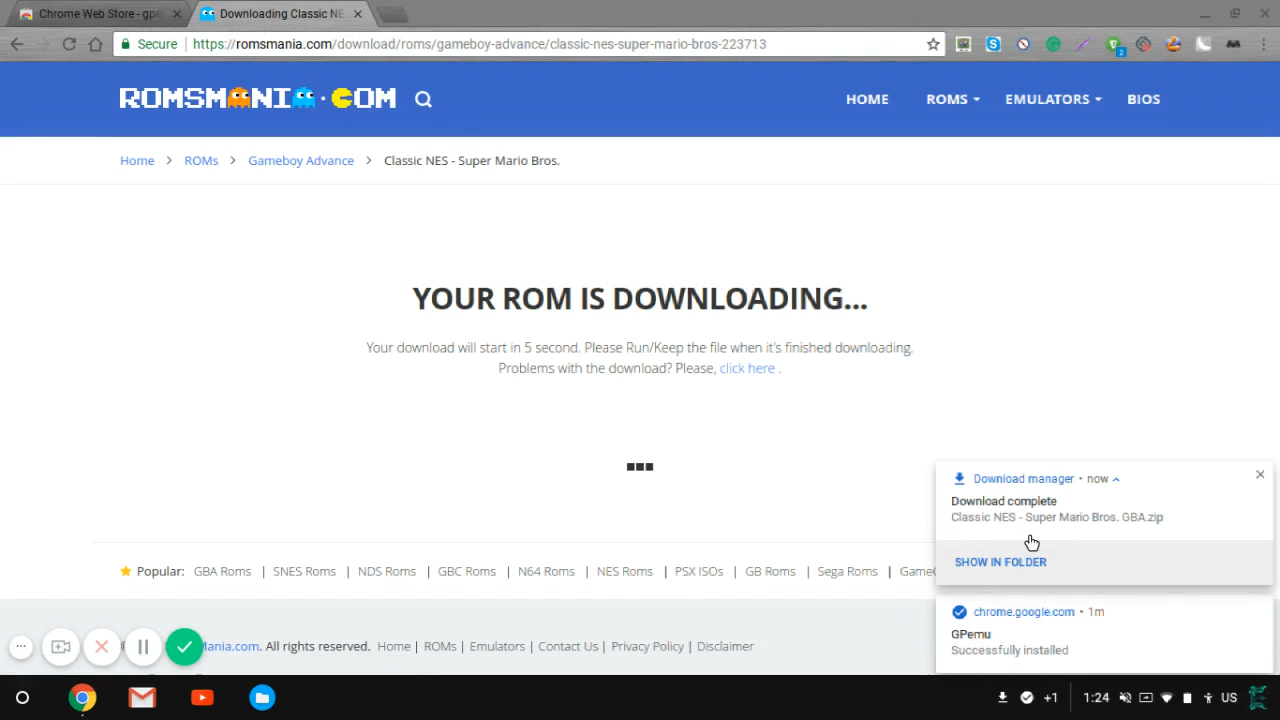 Chrome Web Store - gpe
Downloading Classic NE
Secure
https://romsmania.com/download/roms/gameboy-advance/classic-nes-super-mario-bros-223713
2
ROMSMANIA.COM
HOME
ROMS
EMULATORS
BIOS
Home > ROMs > Gameboy Advance > Classic NES - Super Mario Bros.
YOUR ROM IS DOWNLOADING...
Your download will start in 5 second. Please Run/Keep the file when it's finished downloading.
Problems with the download? Please, click here .
Download manager • now
Download complete
Classic NES - Super Mario Bros. GBA.zip
SHOW IN FOLDER
Popular: GBA Roms | SNES Roms | NDS Roms | GBC Roms | N64 Roms | NES Roms | PSX ISOs | GB Roms | Sega Roms |
chrome.google.com • 1m
GPemu
Successfully installed
Mania.com. All rights reserved. Home | ROMs | Emulators | Contact Us | Privacy Policy | Disclaimer
+1
1:24
US